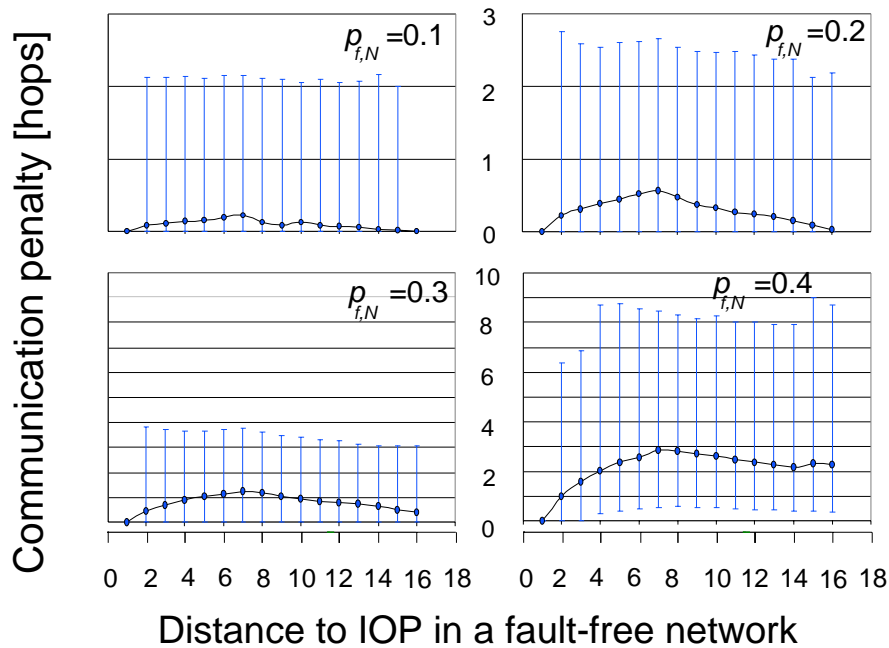 Communication penalty [hops]
p f,N =0.1
p f,N =0.2
3
2
1
0
p f,N =0.3
p f,N =0.4
10
8
6
4
2
0
0 2 4 6 8 10 12 14 16 18
0 2 4 6 8 10 12 14 16 18
Distance to IOP in a fault-free network